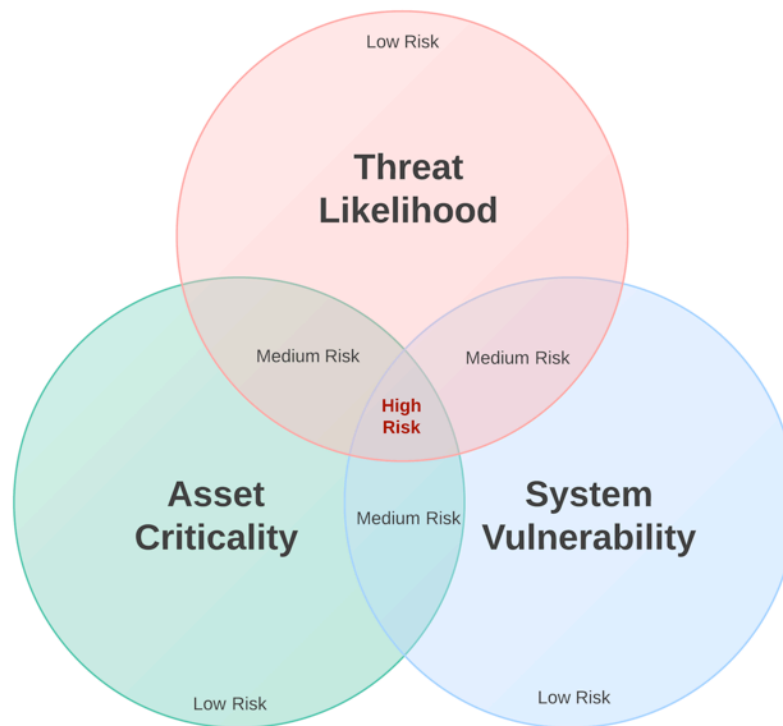 Low Risk
Threat
Likelihood
Medium Risk
Medium Risk
High
Risk
Asset
Criticality
System
Vulnerability
Medium Risk
Low Risk
Low Risk